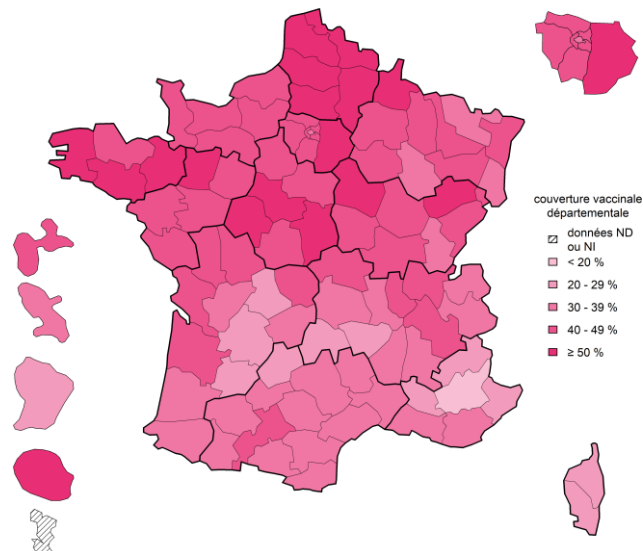 couverture vaccinale
départementale
données ND
ou NI
< 20 %
20 - 29 %
30 - 39 %
40 - 49 %
≥ 50 %